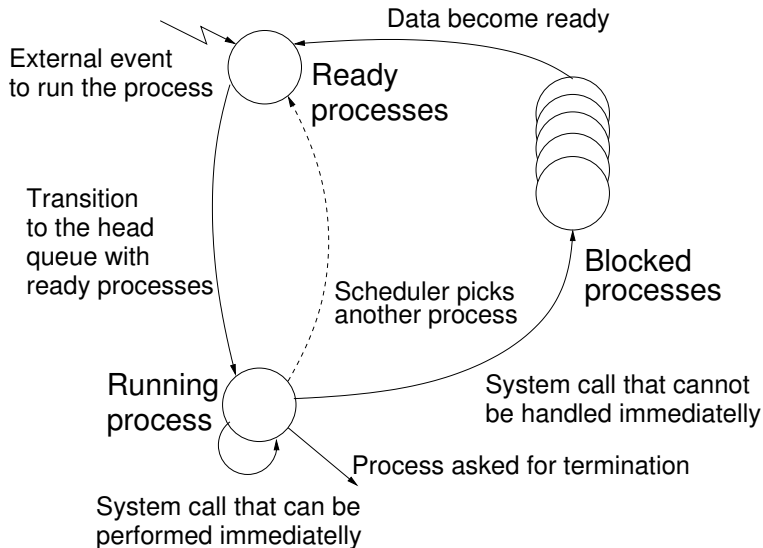 Data become ready
External event
to run the process
Ready
processes
Transition
to the head
queue with
ready processes
Scheduler picks
another process
Blocked
processes
Running
process
System call that cannot
be handled immediatelly
Process asked for termination
System call that can be
performed immediatelly